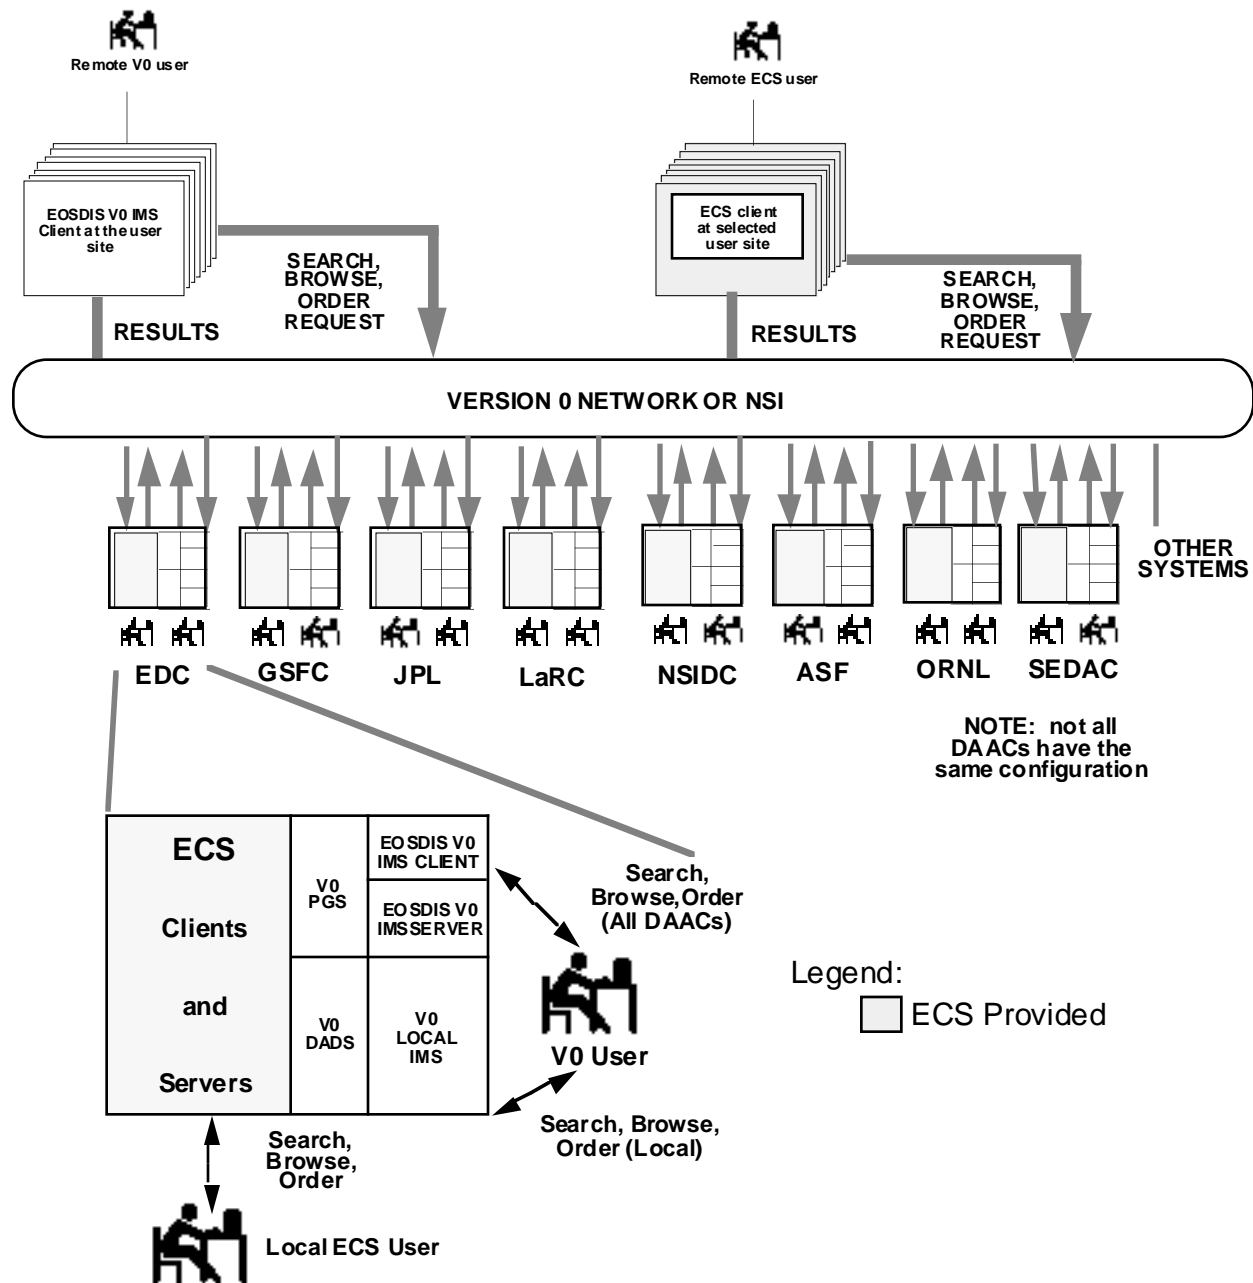 Remote V0 user
Remote ECS user
EOSDIS V0 IMS
Client at the user
site
ECS client
at selected
user site
SEARCH,
BROWSE,
ORDER
REQUEST
RESULTS
SEARCH,
BROWSE,
ORDER
REQUEST
RESULTS
VERSION 0 NETWORK OR NSI
OTHER
SYSTEMS
EDC
GSFC
JPL
LaRC
NSIDC
ASF
ORNL
SEDAC
NOTE: not all
DAACs have the
same configuration
ECS
Clients
and
Servers
V0
PGS
V0
DADS
EOSDIS V0
IMS CLIENT
EOSDIS V0
IMSSERVER
V0
LOCAL
IMS
Search,
Browse,Order
(All DAACs)
V0 User
Search, Browse,
Order (Local)
Legend:
ECS Provided
Search,
Browse,
Order
Local ECS User